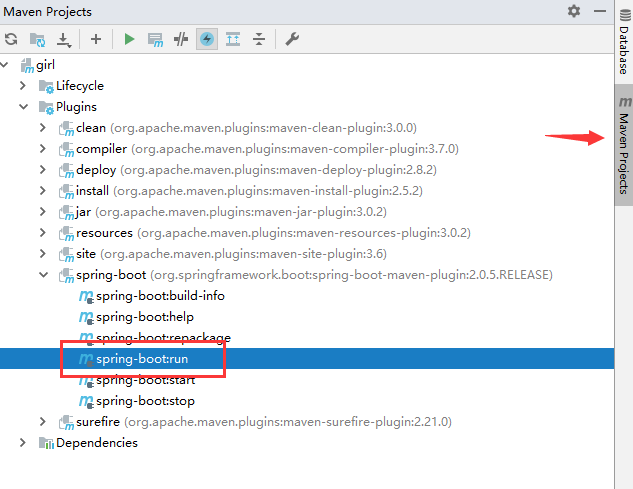 Maven Projects
girl
Lifecycle
Plugins
clean (org.apache.maven.plugins:maven-clean-plugin:3.0.0)
compiler (org.apache.maven.plugins:maven-compiler-plugin:3.7.0)
deploy (org.apache.maven.plugins:maven-deploy-plugin:2.8.2)
install (org.apache.maven.plugins:maven-install-plugin:2.5.2)
jar (org.apache.maven.plugins:maven-jar-plugin:3.0.2)
resources (org.apache.maven.plugins:maven-resources-plugin:3.0.2)
site (org.apache.maven.plugins:maven-site-plugin:3.6)
spring-boot (org.springframework.boot:spring-boot-maven-plugin:2.0.5.RELEASE)
spring-boot:build-info
spring-boot:help
spring-boot:repackage
spring-boot:run
spring-boot:start
spring-boot:stop
surefire (org.apache.maven.plugins:maven-surefire-plugin:2.21.0)
Dependencies
Database
Maven Projects